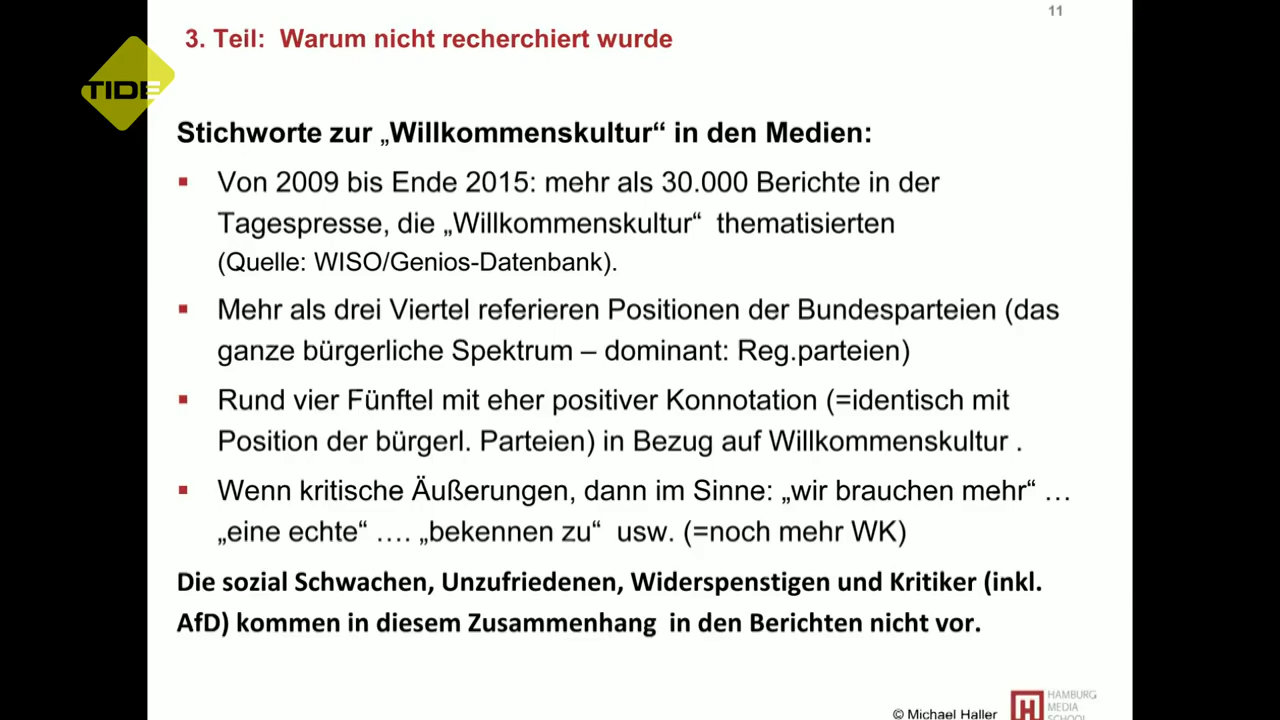 11
3. Teil: Warum nicht recherchiert wurde
TIDE
Stichworte zur „Willkommenskultur“ in den Medien:
▪ Von 2009 bis Ende 2015: mehr als 30.000 Berichte in der
Tagespresse, die „Willkommenskultur“ thematisierten
(Quelle: WISO/Genios-Datenbank).
▪ Mehr als drei Viertel referieren Positionen der Bundesparteien (das
ganze bürgerliche Spektrum – dominant: Reg.parteien)
▪ Rund vier Fünftel mit eher positiver Konnotation (=identisch mit
Position der bürgerl. Parteien) in Bezug auf Willkommenskultur .
▪ Wenn kritische Äußerungen, dann im Sinne: „wir brauchen mehr“ …
„eine echte“ …. „bekennen zu“ usw. (=noch mehr WK)
Die sozial Schwachen, Unzufriedenen, Widerspenstigen und Kritiker (inkl.
AfD) kommen in diesem Zusammenhang in den Berichten nicht vor.
© Michael Haller
H
HAMBURG
MEDIA
SCHOOL